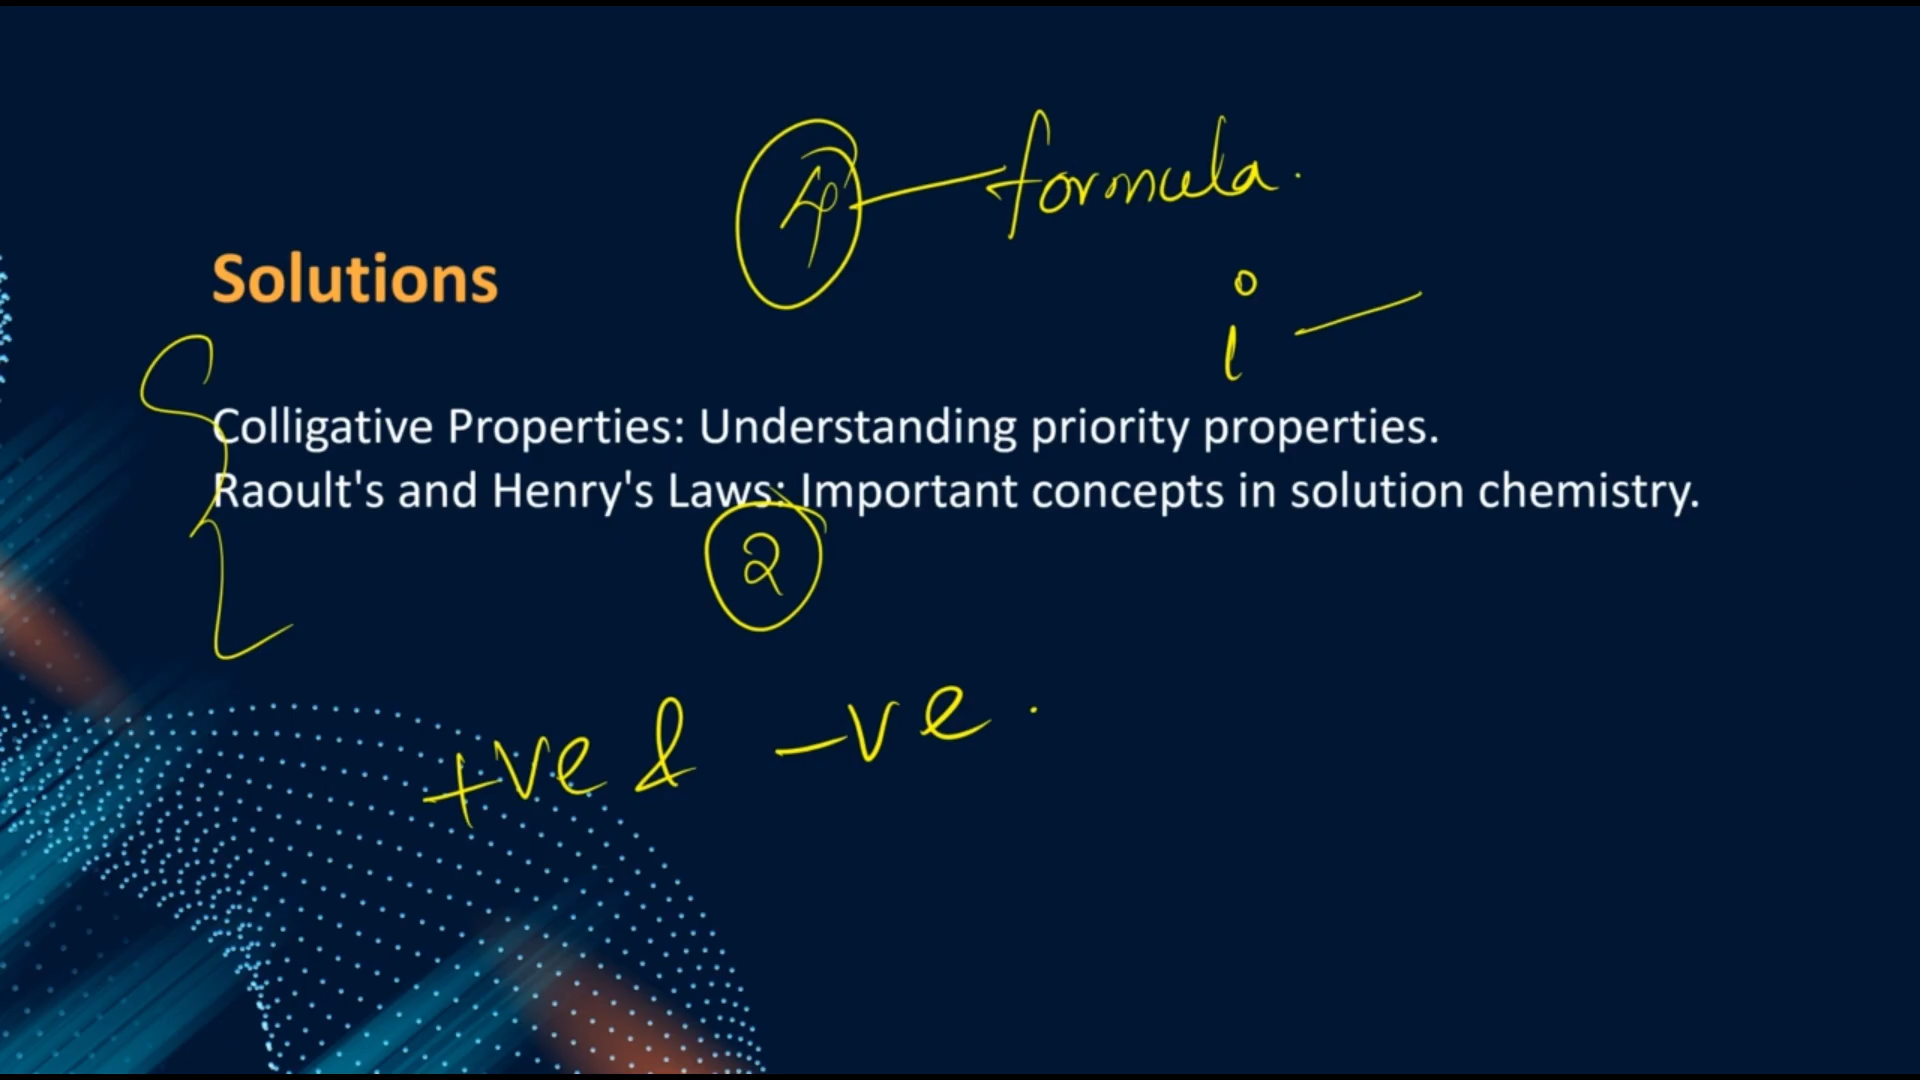 4 — formula.
Solutions
i —
Colligative Properties: Understanding priority properties.
Raoult's and Henry's Laws: Important concepts in solution chemistry.
2
+ve & -ve.